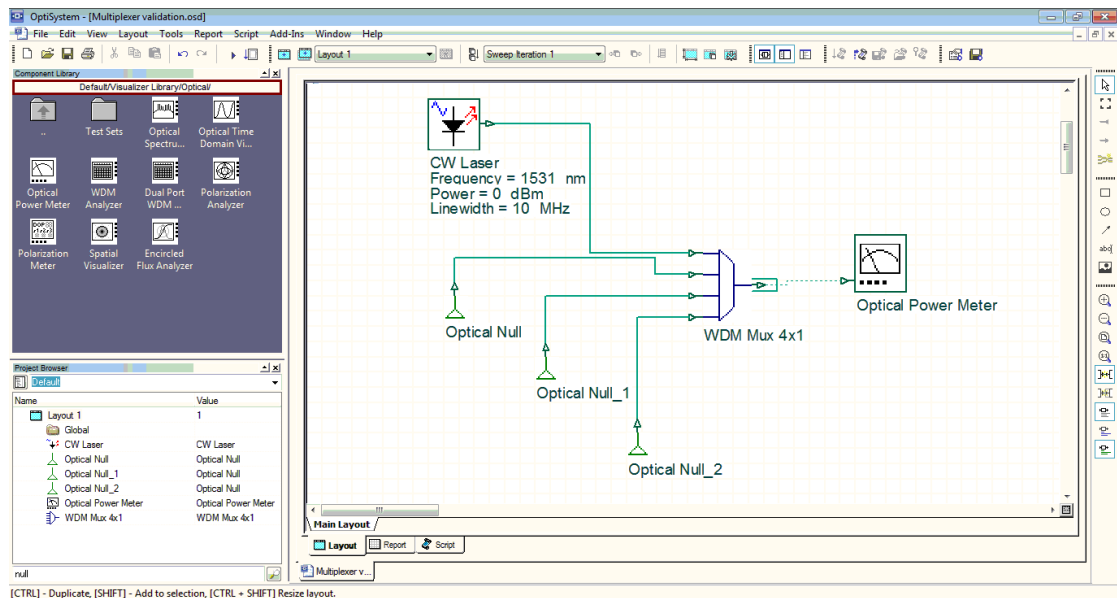 OptiSystem - [Multiplexer validation.osd]
File Edit View Layout Tools Report Script Add-Ins Window Help
Layout 1
Sweep Iteration 1
Component Library
Default/Visualizer Library/Optical/
..
Test Sets
Optical
Spectru...
Optical Time
Domain Vi...
Optical
Power Meter
WDM
Analyzer
Dual Port
WDM ...
Polarization
Analyzer
Polarization
Meter
Spatial
Visualizer
Encircled
Flux Analyzer
Project Browser
Default
Name Value
Layout 1 1
Global
CW Laser CW Laser
Optical Null Optical Null
Optical Null_1 Optical Null
Optical Null_2 Optical Null
Optical Power Meter Optical Power Meter
WDM Mux 4x1 WDM Mux 4x1
null
CW Laser
Frequency = 1531 nm
Power = 0 dBm
Linewidth = 10 MHz
Optical Null
Optical Null_1
Optical Null_2
WDM Mux 4x1
Optical Power Meter
Main Layout
Layout Report Script
Multiplexer v...
[CTRL] - Duplicate, [SHIFT] - Add to selection, [CTRL + SHIFT] Resize layout.